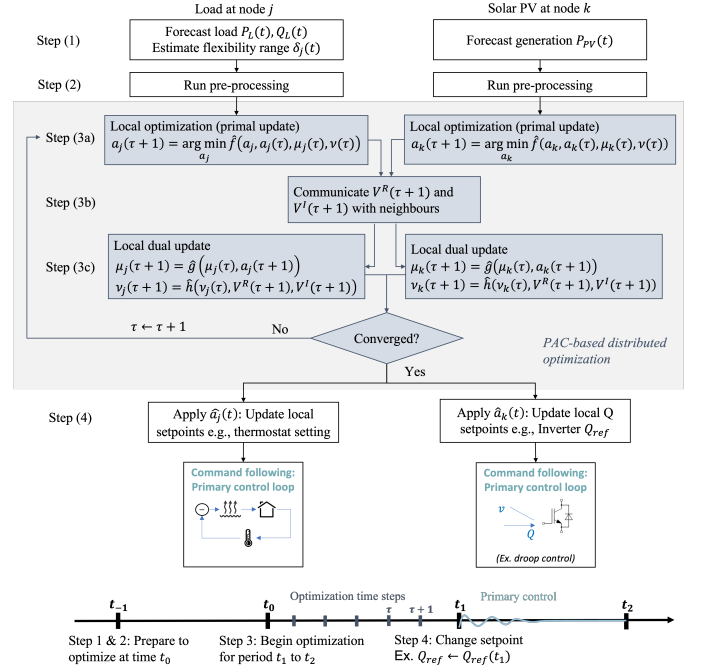 Load at node j
Solar PV at node k
Step (1)
Forecast load P_L(t), Q_L(t)
Estimate flexibility range δ_j(t)
Forecast generation P_PV(t)
Step (2)
Run pre-processing
Run pre-processing
Step (3a)
Local optimization (primal update)
a_j(τ + 1) = arg min f̂(a_j, a_j(τ), μ_j(τ), ν(τ))
a_j
Local optimization (primal update)
a_k(τ + 1) = arg min f̂(a_k, a_k(τ), μ_k(τ), ν(τ))
a_k
Step (3b)
Communicate V^R(τ + 1) and
V^I(τ + 1) with neighbours
Step (3c)
Local dual update
μ_j(τ + 1) = ĝ(μ_j(τ), a_j(τ + 1))
ν_j(τ + 1) = ĥ(ν_j(τ), V^R(τ + 1), V^I(τ + 1))
Local dual update
μ_k(τ + 1) = ĝ(μ_k(τ), a_k(τ + 1))
ν_k(τ + 1) = ĥ(ν_k(τ), V^R(τ + 1), V^I(τ + 1))
τ ← τ + 1
No
Converged?
PAC-based distributed
optimization
Yes
Step (4)
Apply â_j(t): Update local
setpoints e.g., thermostat setting
Apply â_k(t): Update local Q
setpoints e.g., Inverter Q_ref
Command following:
Primary control loop
Command following:
Primary control loop
v
Q
(Ex. droop control)
Optimization time steps
Primary control
t_−1
t_0
τ
τ + 1
t_1
t_2
Step 1 & 2: Prepare to
optimize at time t_0
Step 3: Begin optimization
for period t_1 to t_2
Step 4: Change setpoint
Ex. Q_ref ← Q_ref(t_1)